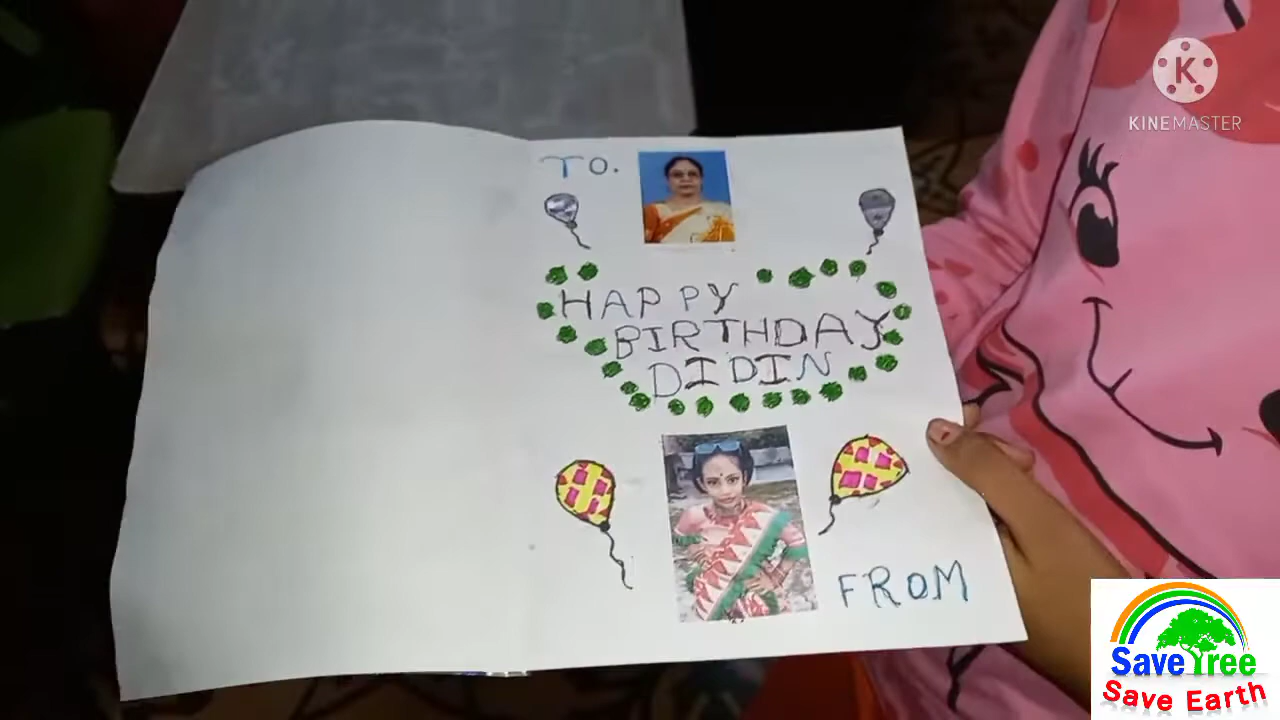 KINEMASTER
TO.
HAPPY
BIRTHDAY
DIDIN
FROM
Save Tree
Save Earth